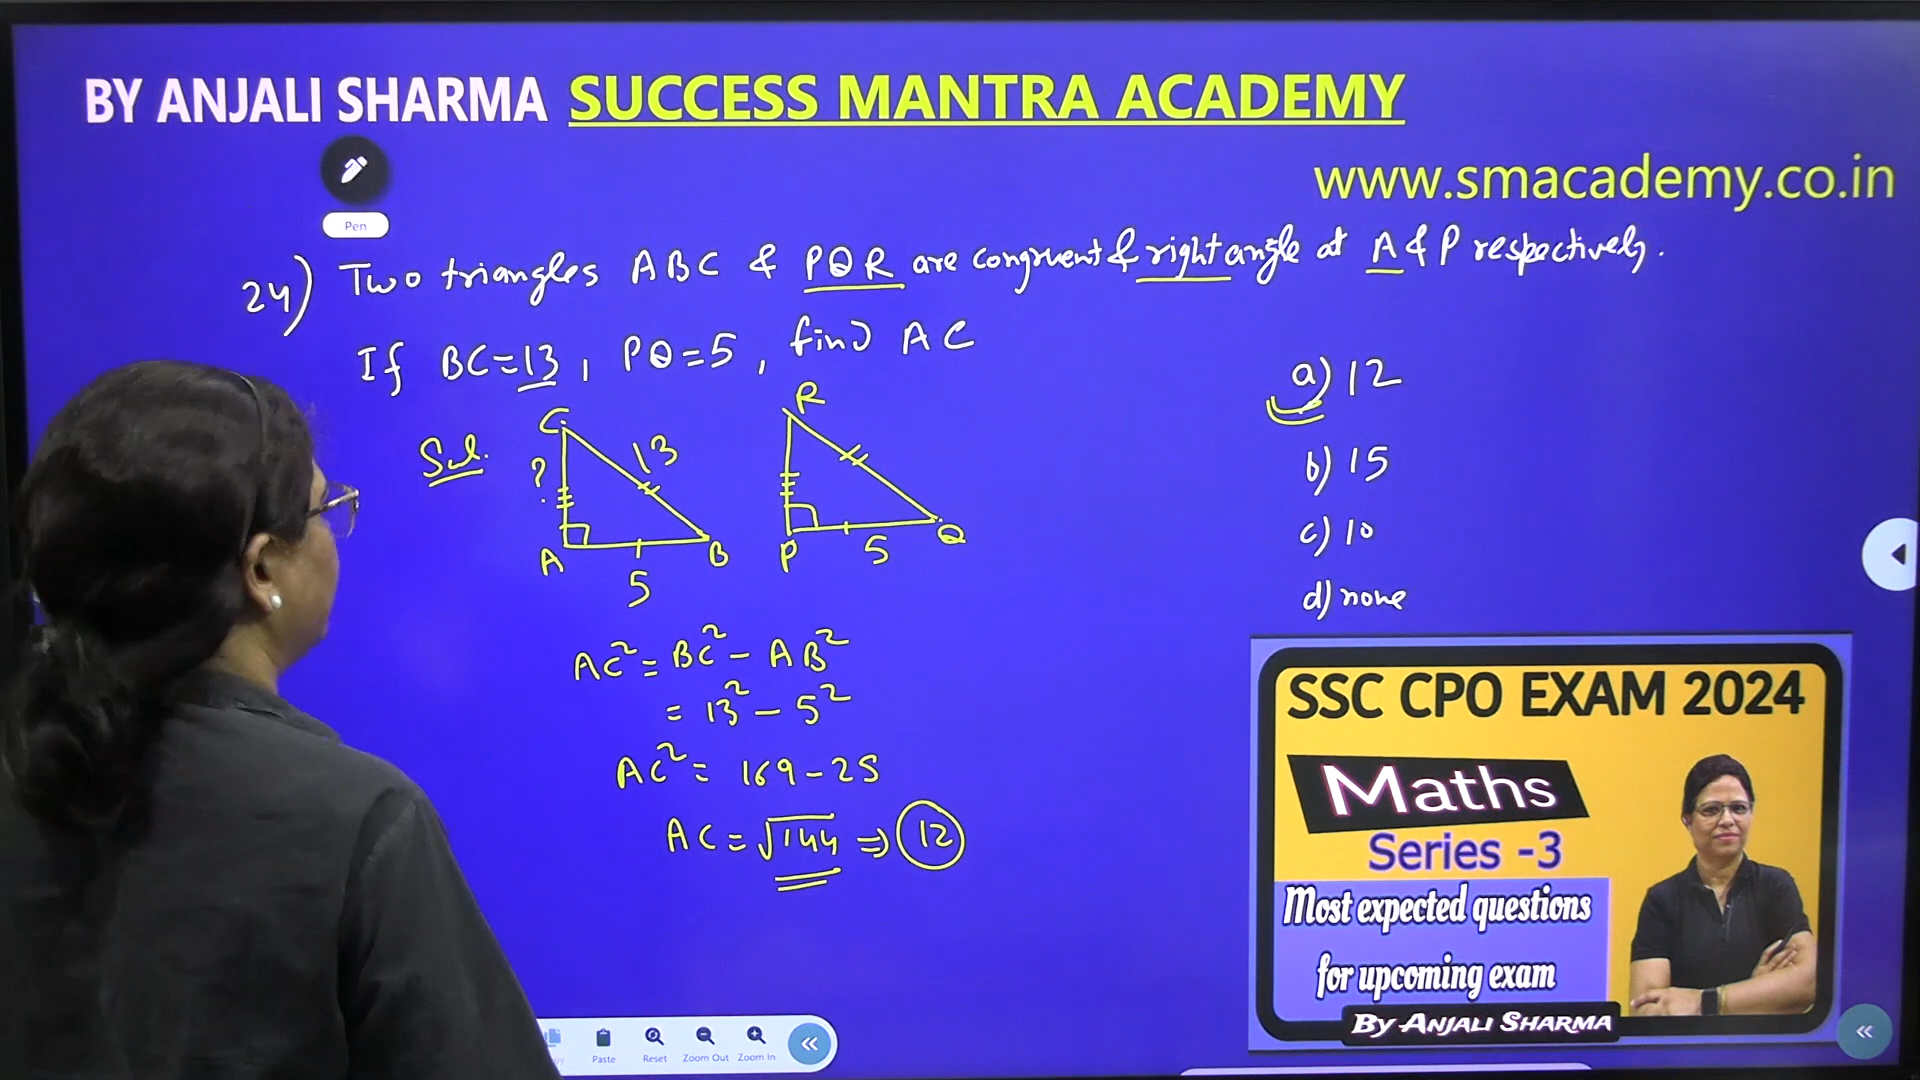 BY ANJALI SHARMA SUCCESS MANTRA ACADEMY
www.smacademy.co.in
Pen
24) Two triangles ABC & PQR are congruent & right angle at A & P respectively.
If BC=13, PQ=5, find AC
a) 12
b) 15
c) 10
d) none
Sol.
C
?
13
A
B
5
R
P
5
Q
AC² = BC² - AB²
= 13² - 5²
AC² = 169 - 25
AC = √144 ⇒ 12
SSC CPO EXAM 2024
Maths
Series -3
Most expected questions
for upcoming exam
By ANJALI SHARMA
Paste
Reset
Zoom Out
Zoom In